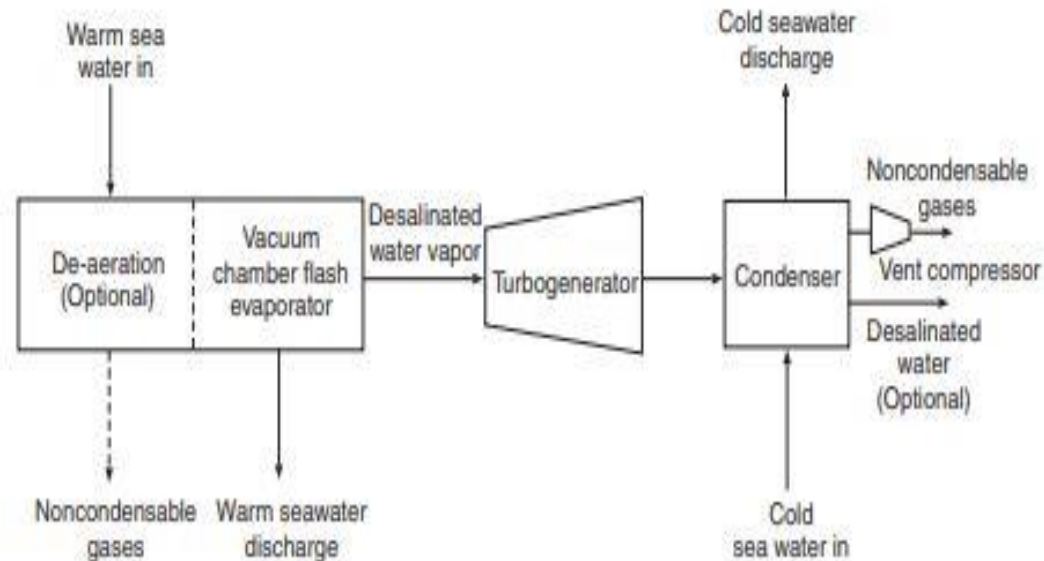 Warm sea
water in
Cold seawater
discharge
De-aeration
(Optional)
Vacuum
chamber flash
evaporator
Desalinated
water vapor
Turbogenerator
Condenser
Noncondensable
gases
Vent compressor
Desalinated
water
(Optional)
Noncondensable
gases
Warm seawater
discharge
Cold
sea water in